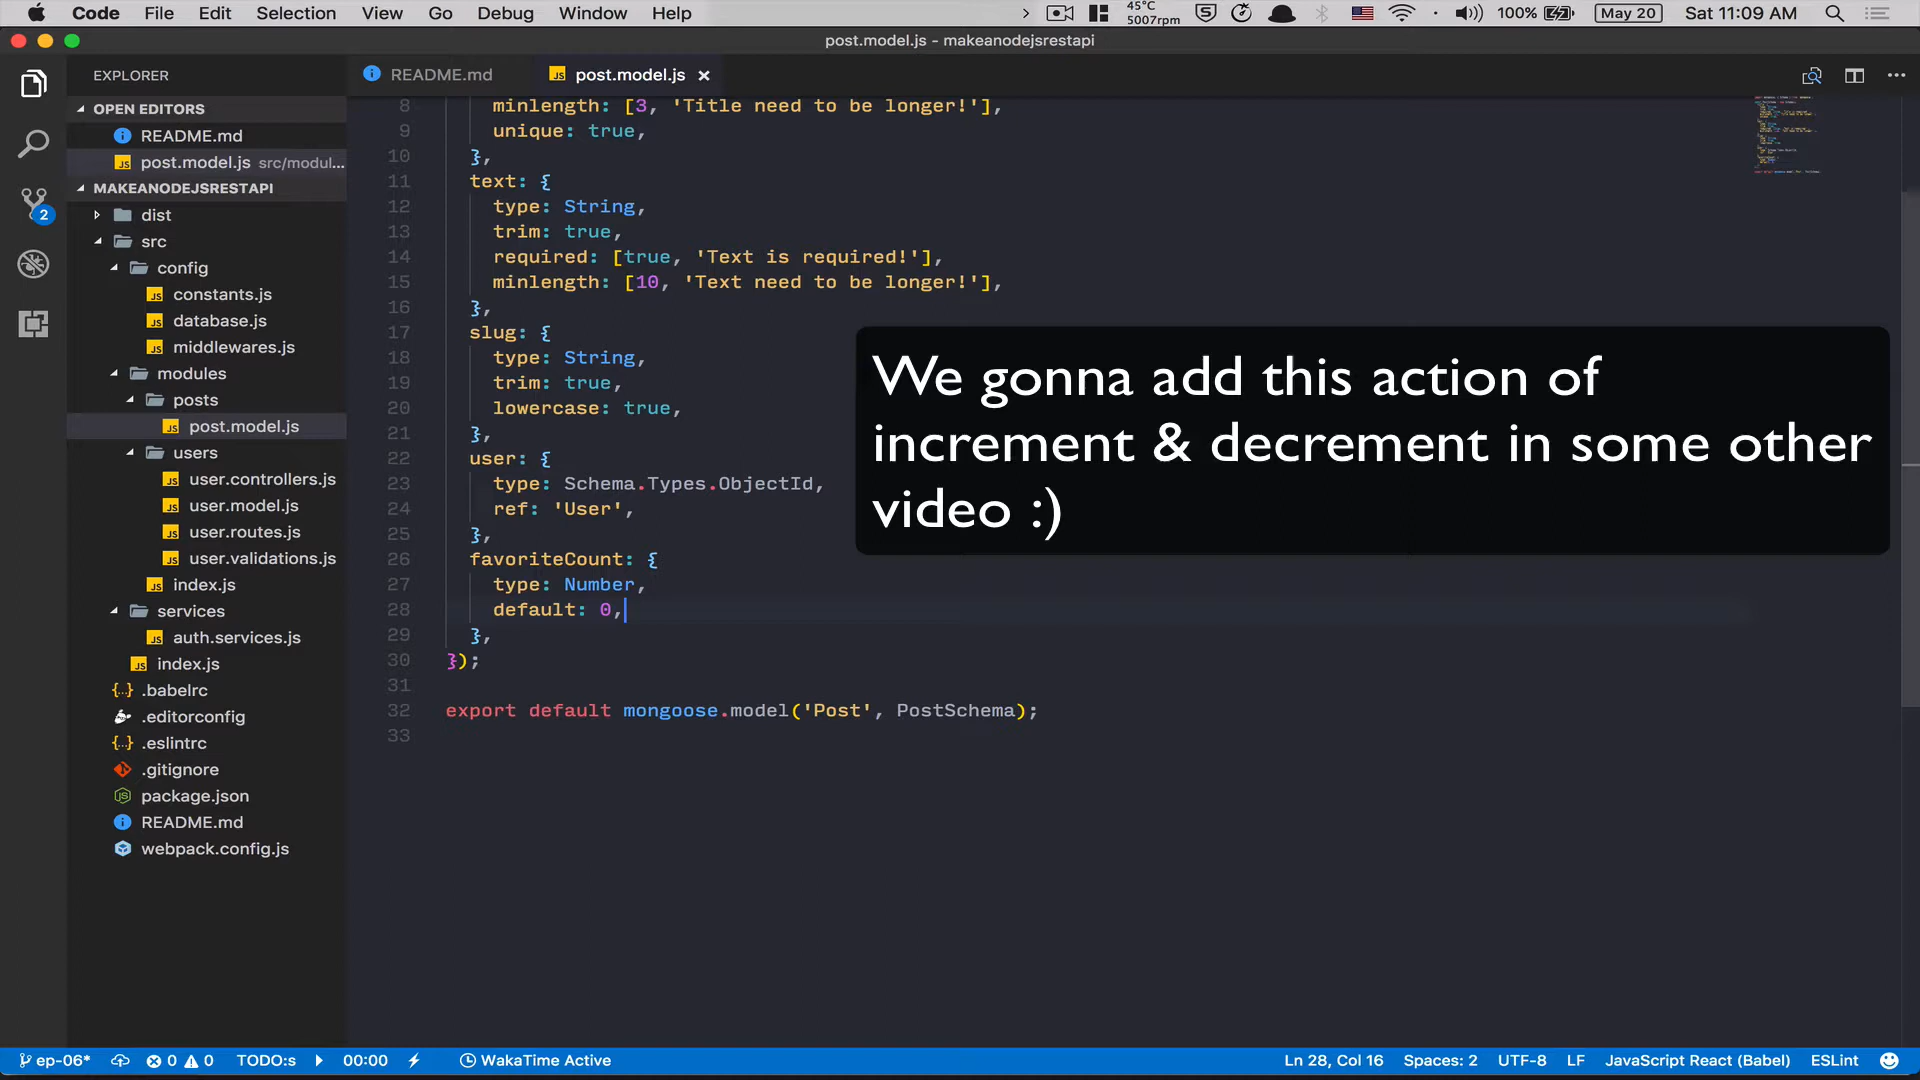 Code File Edit Selection View Go Debug Window Help 45°C 5007rpm 100% May 20 Sat 11:09 AM
post.model.js - makeanodejsrestapi
EXPLORER
README.md
post.model.js
OPEN EDITORS
README.md
post.model.js src/modul...
MAKEANODEJSRESTAPI
dist
src
config
constants.js
database.js
middlewares.js
modules
posts
post.model.js
users
user.controllers.js
user.model.js
user.routes.js
user.validations.js
index.js
services
auth.services.js
index.js
.babelrc
.editorconfig
.eslintrc
.gitignore
package.json
README.md
webpack.config.js
2
8 minlength: [3, 'Title need to be longer!'],
9 unique: true,
10 },
11 text: {
12 type: String,
13 trim: true,
14 required: [true, 'Text is required!'],
15 minlength: [10, 'Text need to be longer!'],
16 },
17 slug: {
18 type: String,
19 trim: true,
20 lowercase: true,
21 },
22 user: {
23 type: Schema.Types.ObjectId,
24 ref: 'User',
25 },
26 favoriteCount: {
27 type: Number,
28 default: 0,
29 },
30 });
31
32 export default mongoose.model('Post', PostSchema);
33
We gonna add this action of
increment & decrement in some other
video :)
ep-06* 0 0 TODO:s 00:00 WakaTime Active Ln 28, Col 16 Spaces: 2 UTF-8 LF JavaScript React (Babel) ESLint